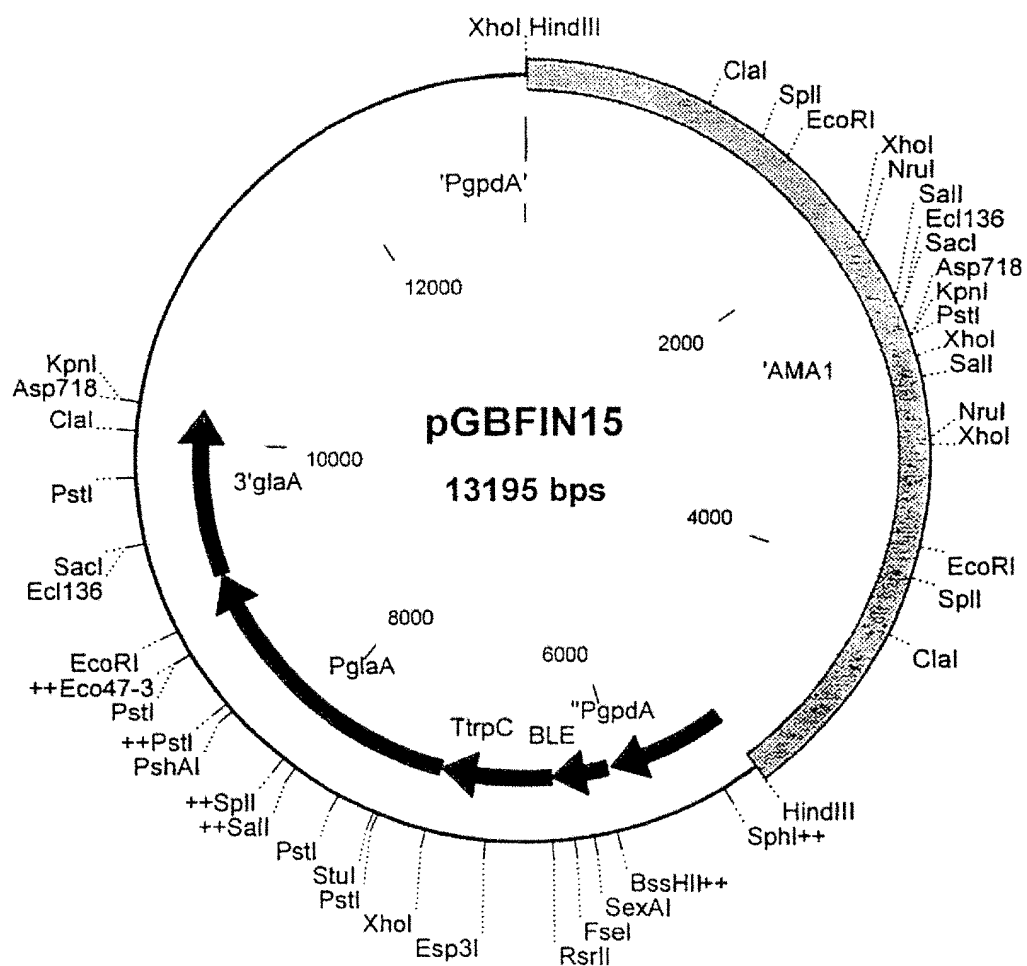 XhoI HindIII
ClaI
SplI
EcoRI
XhoI
NruI
SalI
Ecl136
SacI
Asp718
KpnI
PstI
XhoI
SalI
NruI
XhoI
EcoRI
SplI
ClaI
HindIII
SphI++
BssHII++
SexAI
FseI
RsrII
Esp3I
XhoI
PstI
StuI
PstI
++SalI
++SplI
PshAI
++PstI
PstI
++Eco47-3
EcoRI
Ecl136
SacI
PstI
ClaI
Asp718
KpnI
'PgpdA'
12000
2000
'AMA1
pGBFIN15
13195 bps
10000
3'glaA
4000
8000
6000
PglaA
TtrpC
BLE
"PgpdA